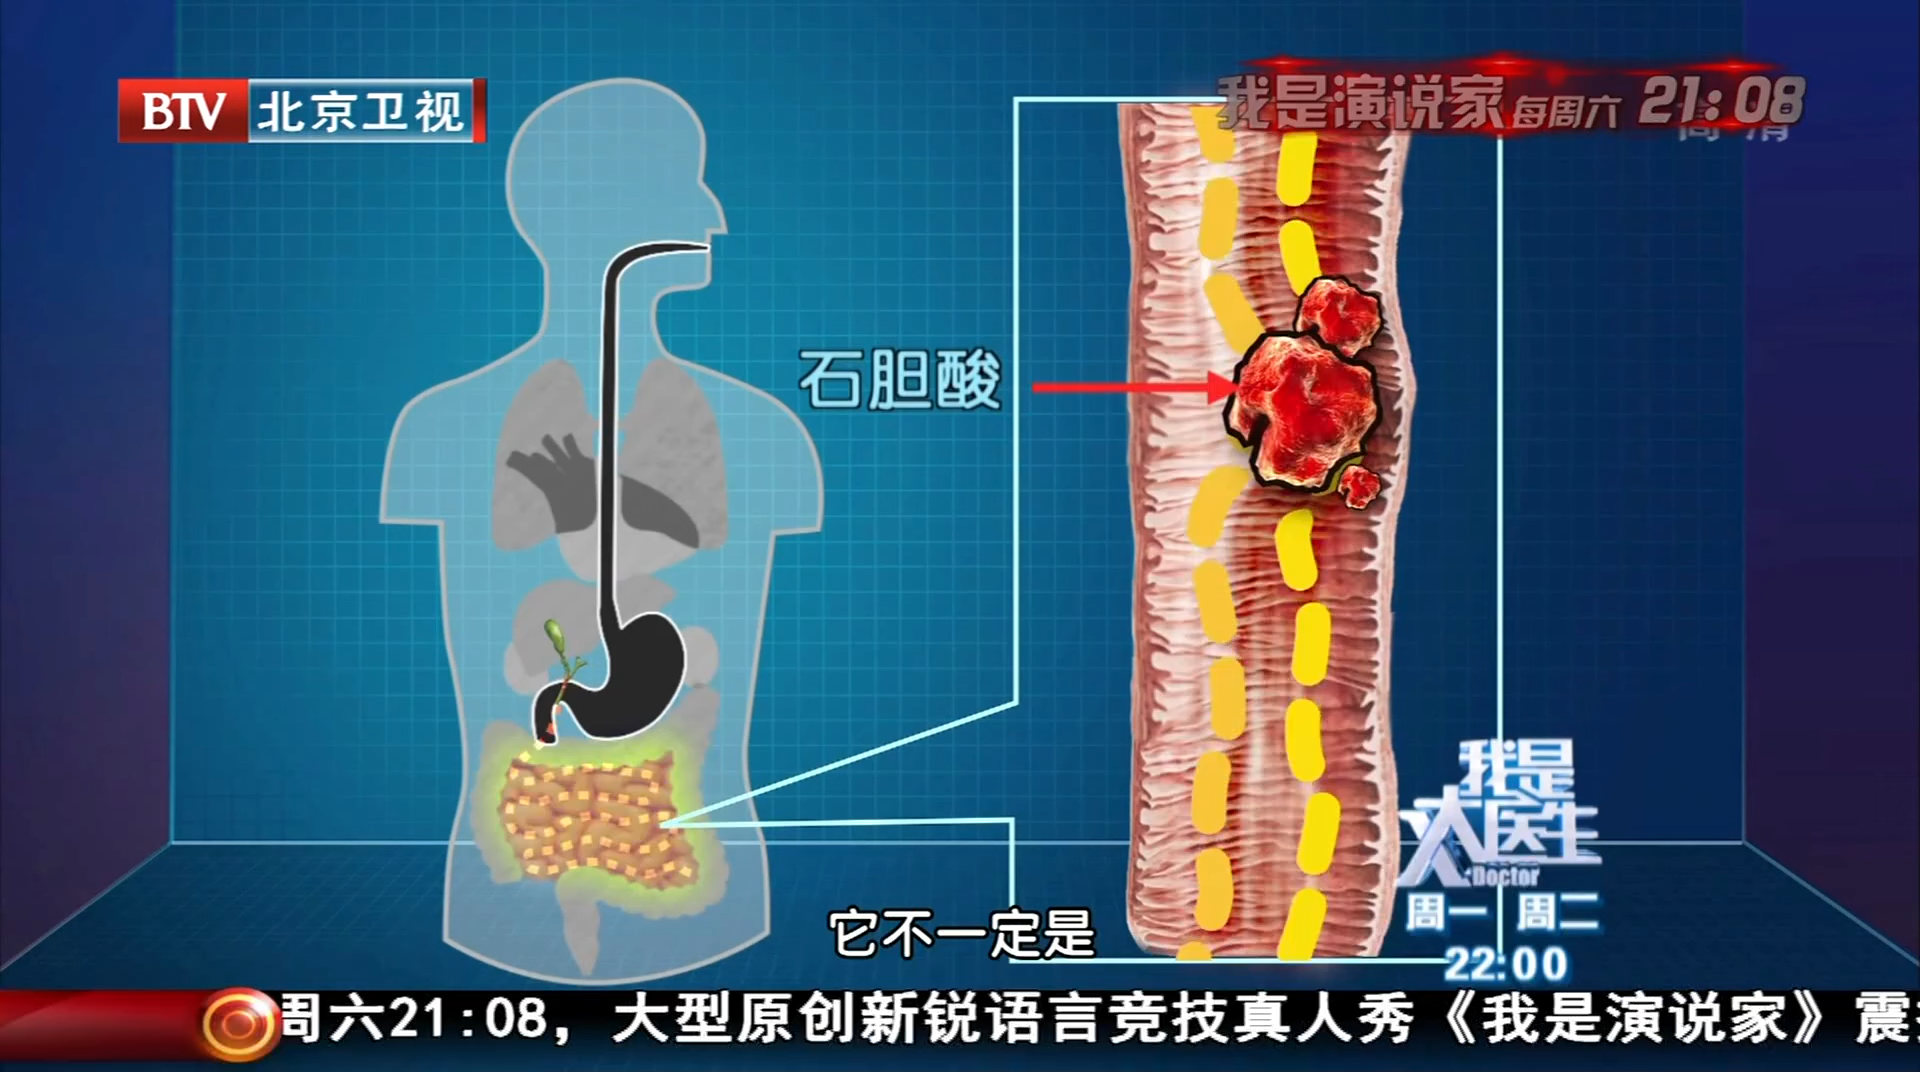 BTV 北京卫视
我是演说家 每周六 21:08
高清
石胆酸
我是
大医生
Doctor
周一 周二
22:00
它不一定是
周六21:08，大型原创新锐语言竞技真人秀《我是演说家》震